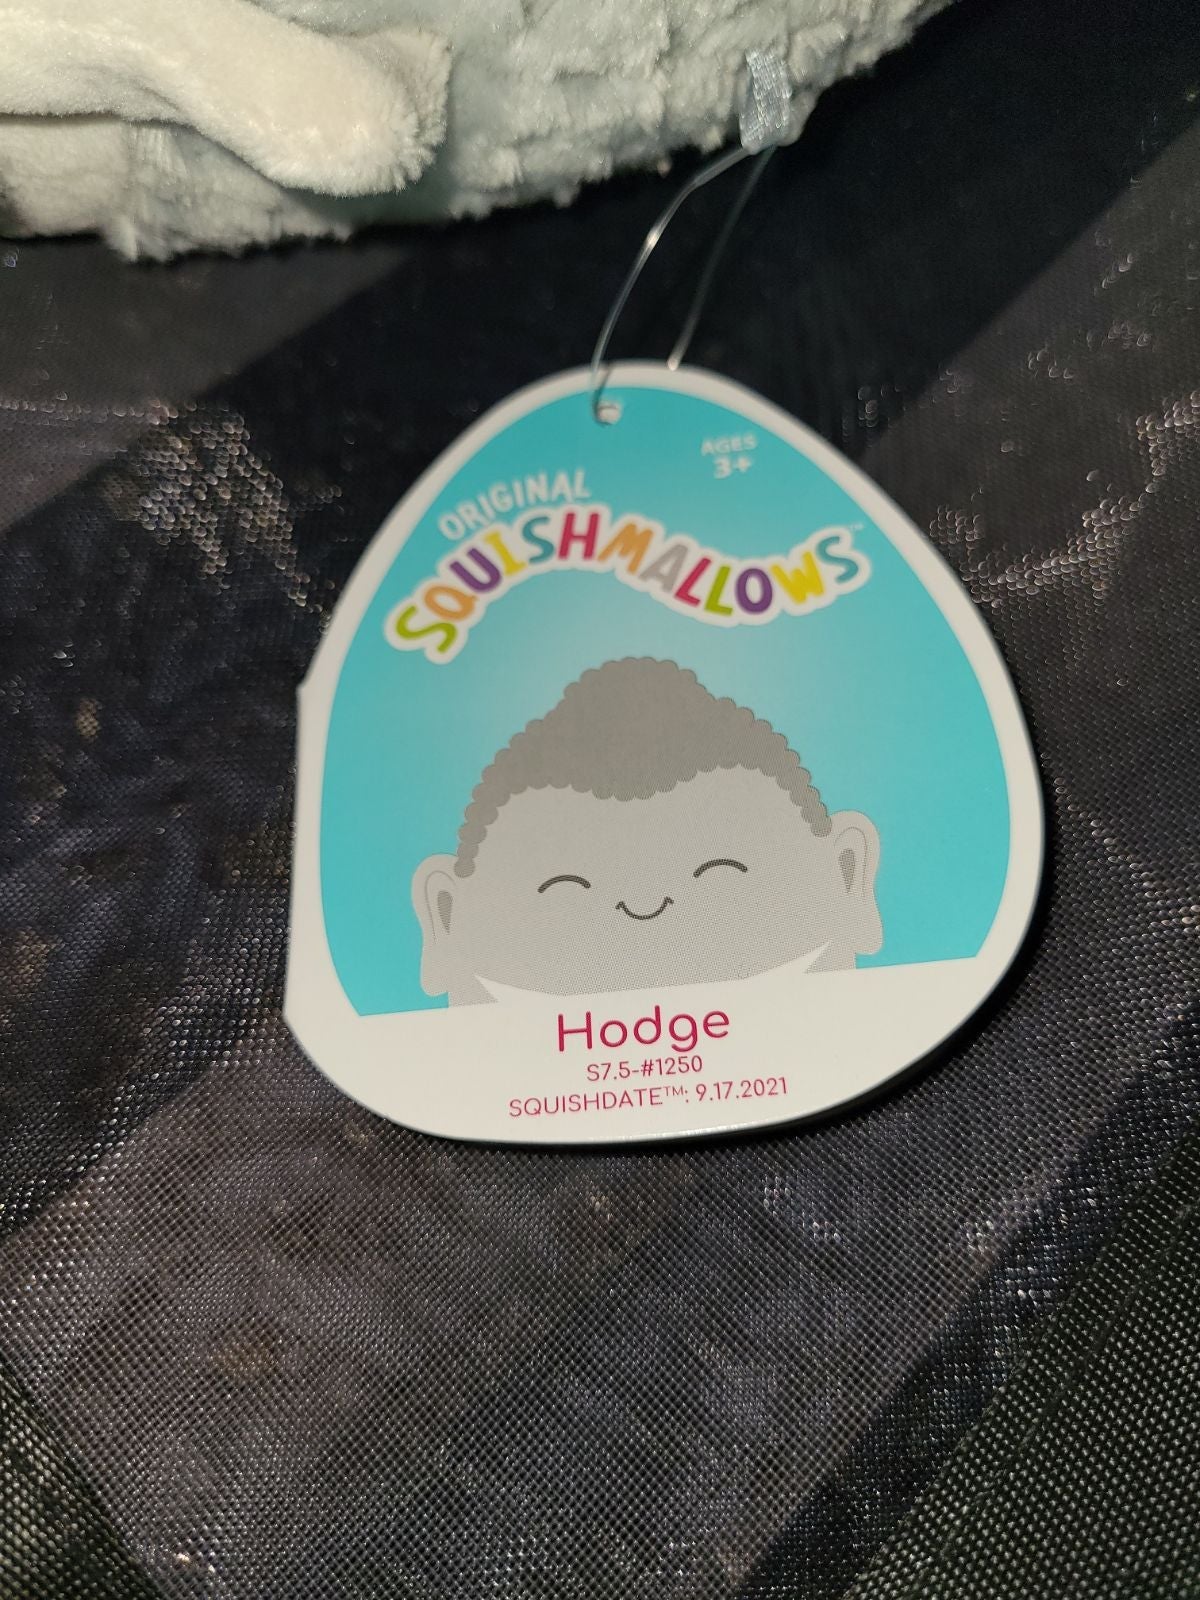 AGES
3+
ORIGINAL
SQUISHMALLOWS™
Hodge
S7.5-#1250
SQUISHDATE™: 9.17.2021